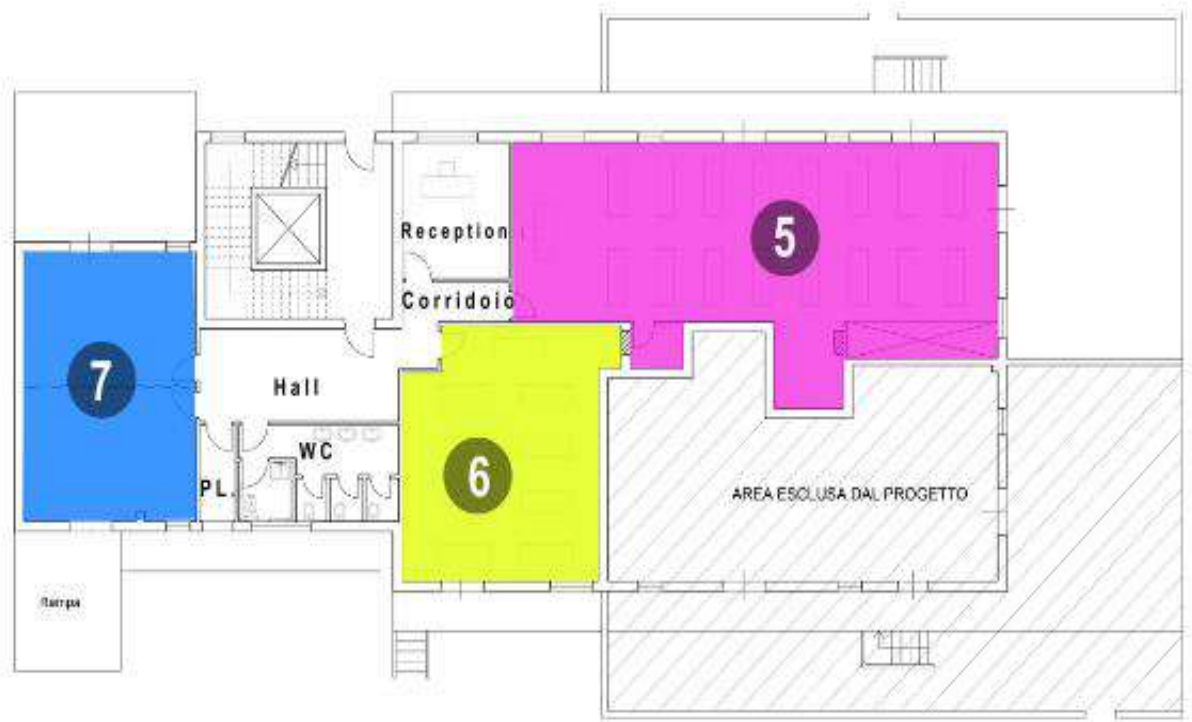 Reception
5
Corridoio
7
Hall
WC
6
PL.
AREA ESCLUSA DAL PROGETTO
Rampa